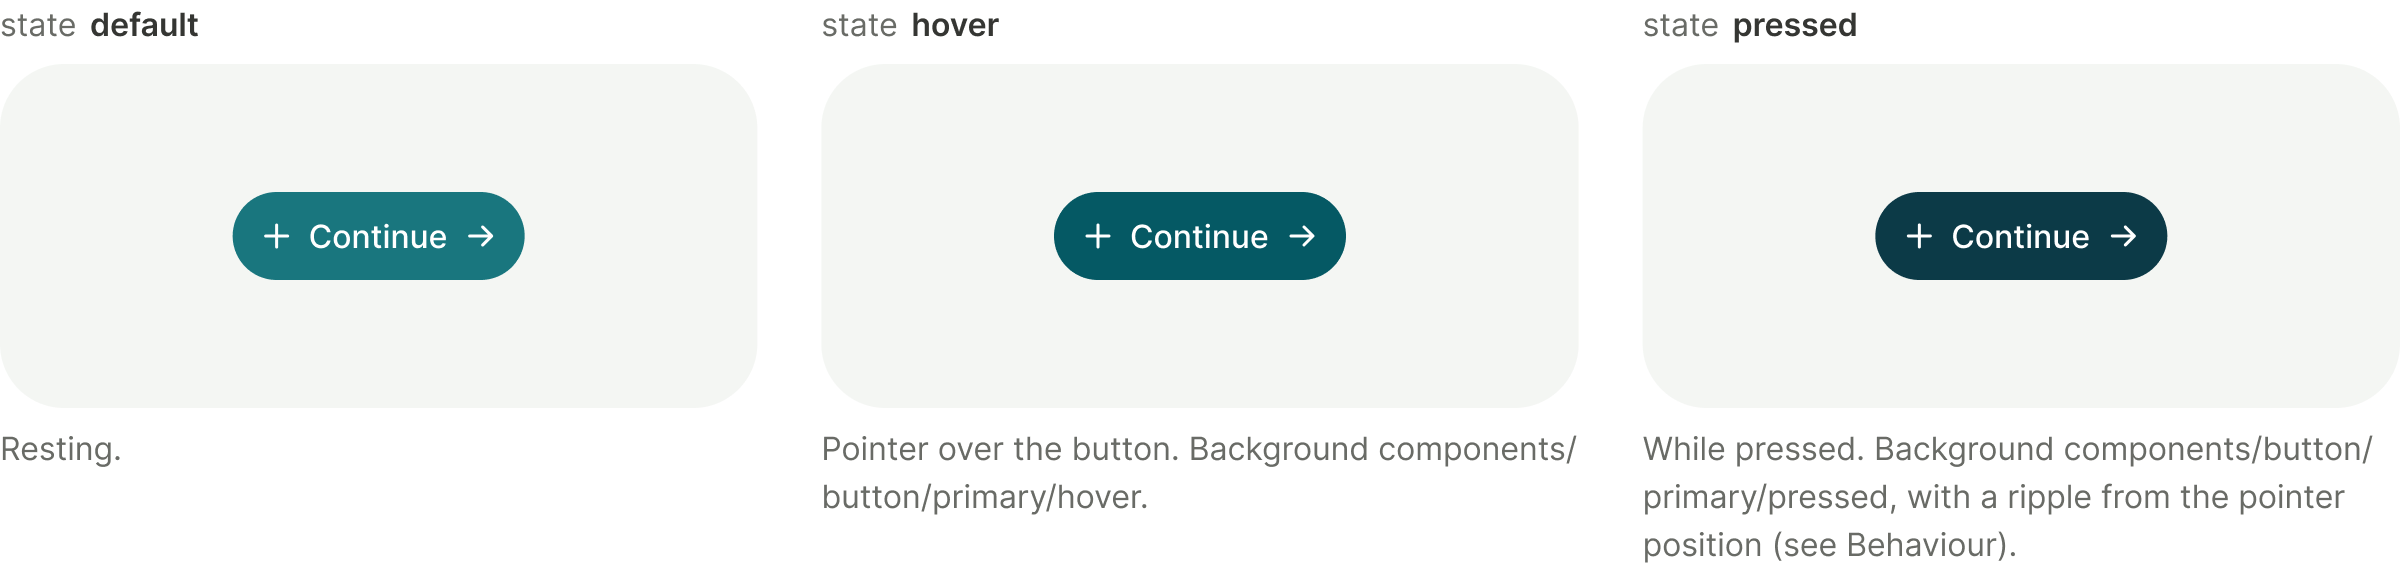 state default
Continue
Resting.
state hover
Continue
Pointer over the button. Background components/
button/primary/hover.
state pressed
Continue
While pressed. Background components/button/
primary/pressed, with a ripple from the pointer
position (see Behaviour).